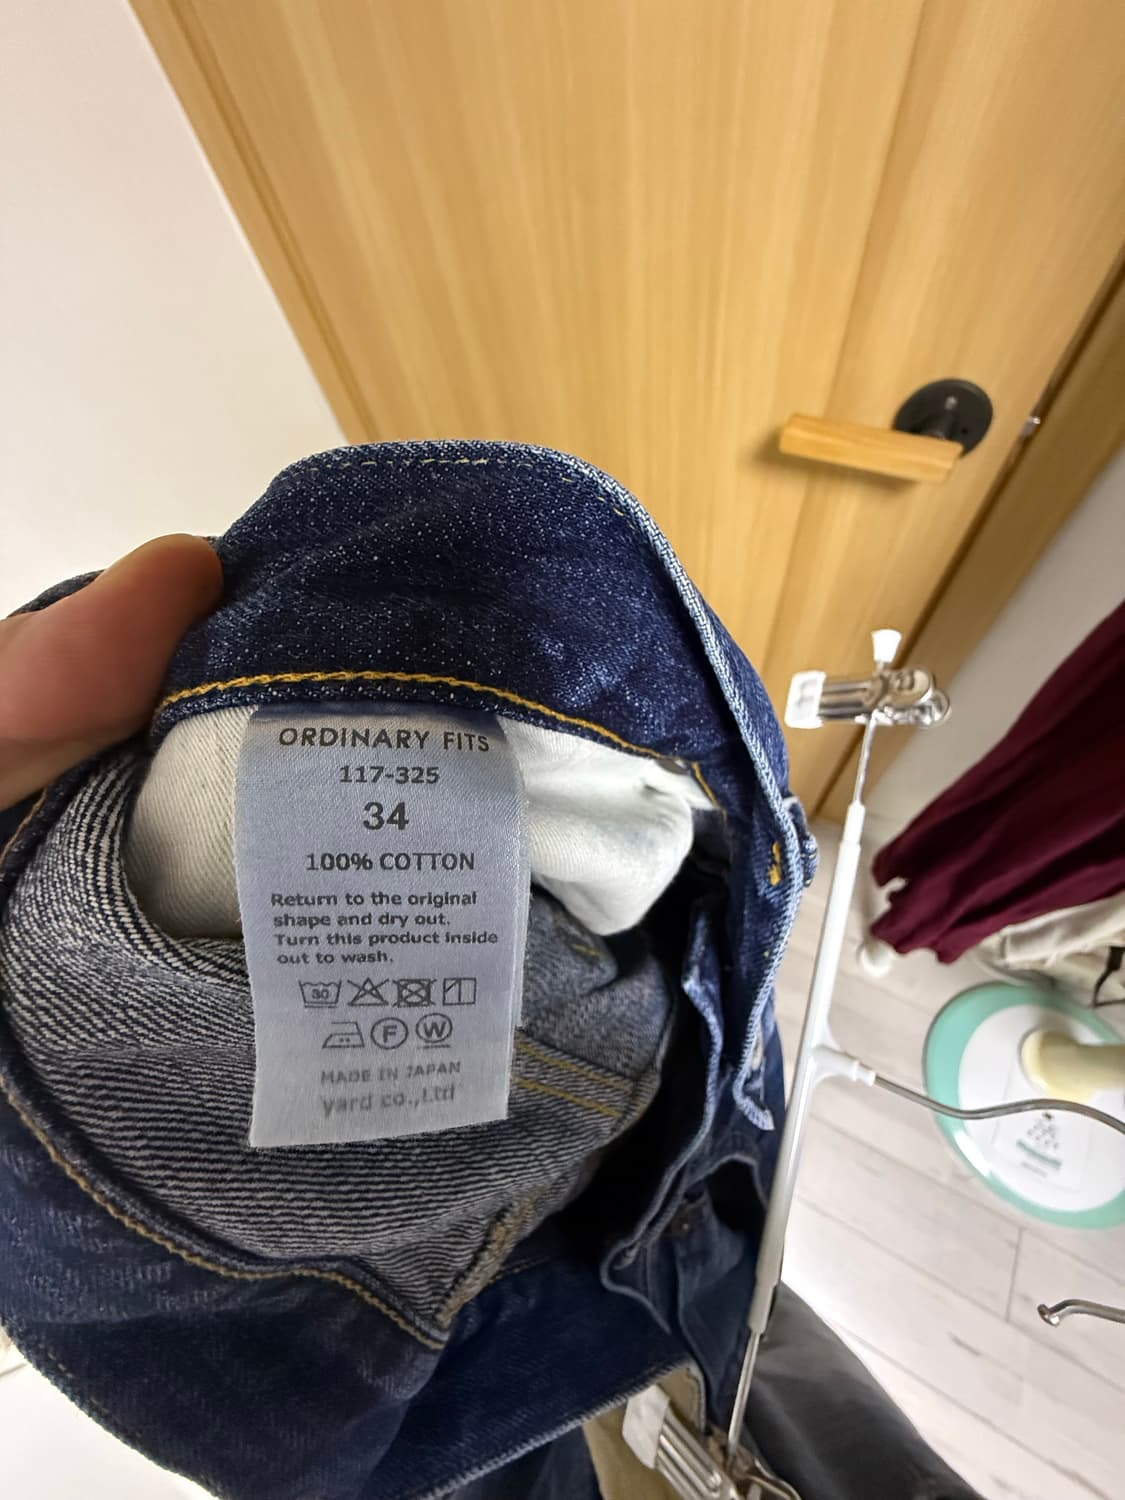 ORDINARY FITS
117-325
34
100% COTTON
Return to the original
shape and dry out.
Turn this product inside
out to wash.
30
F W
MADE IN JAPAN
yard co.,Ltd